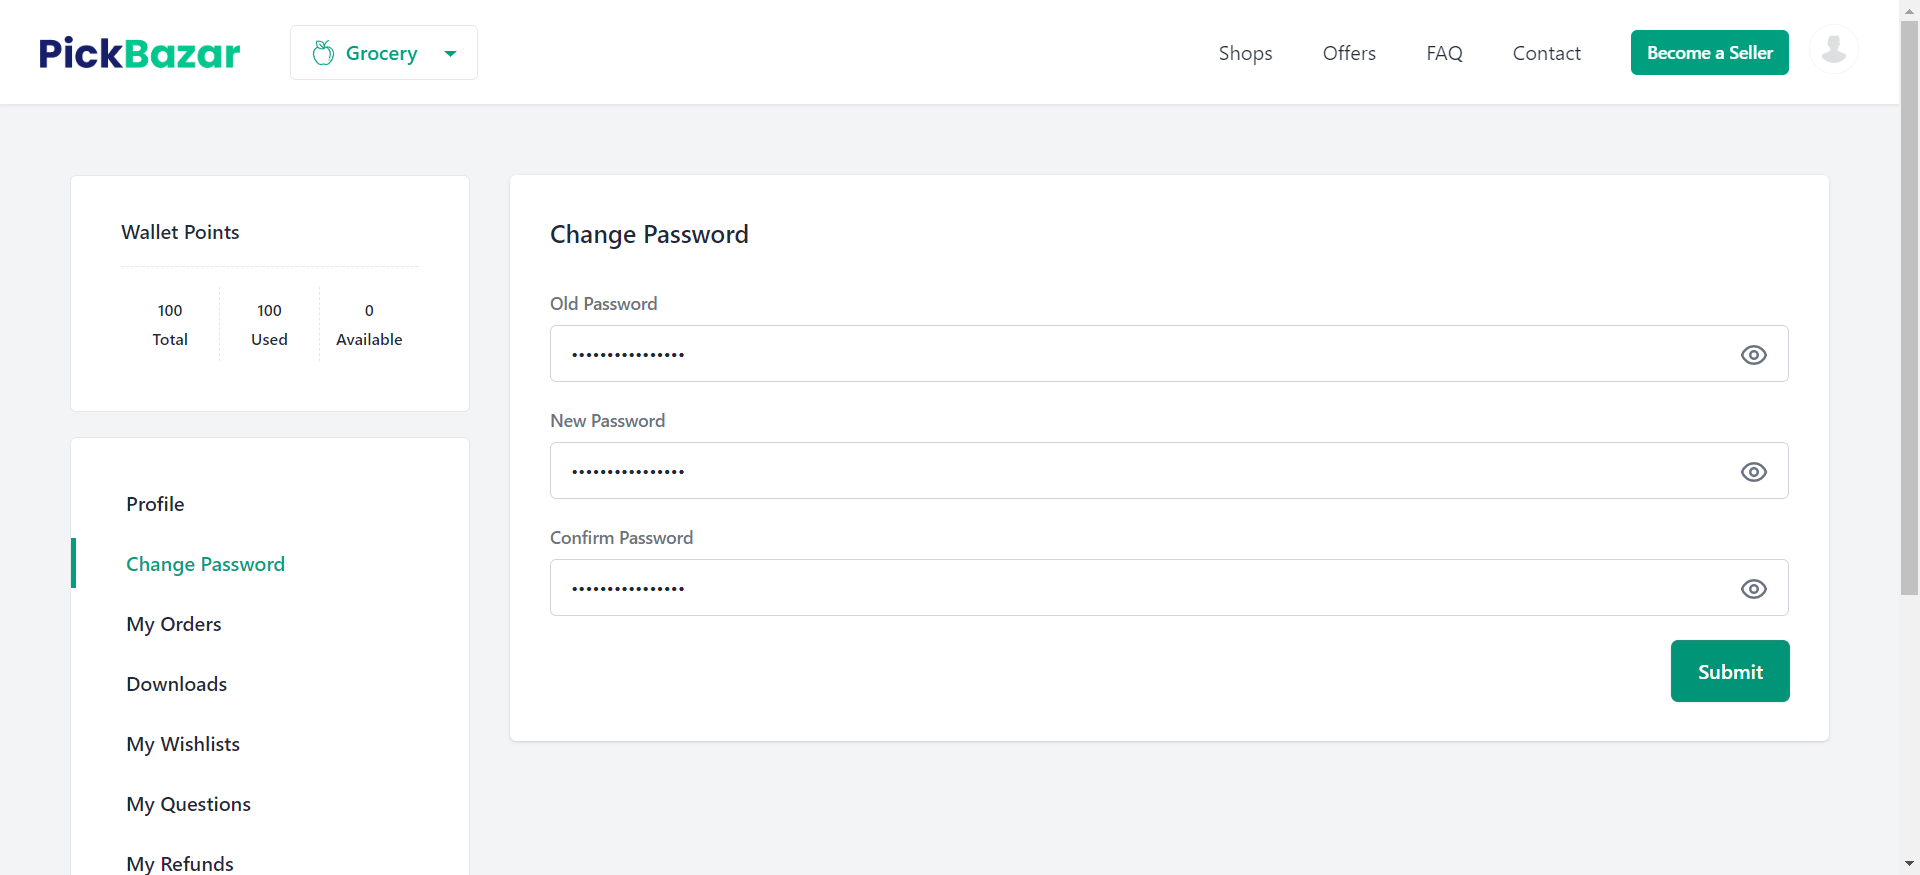 PickBazar
Grocery
Shops
Offers
FAQ
Contact
Become a Seller
Wallet Points
100
Total
100
Used
0
Available
Profile
Change Password
My Orders
Downloads
My Wishlists
My Questions
My Refunds
Change Password
Old Password
••••••••••••••••
New Password
••••••••••••••••
Confirm Password
••••••••••••••••
Submit